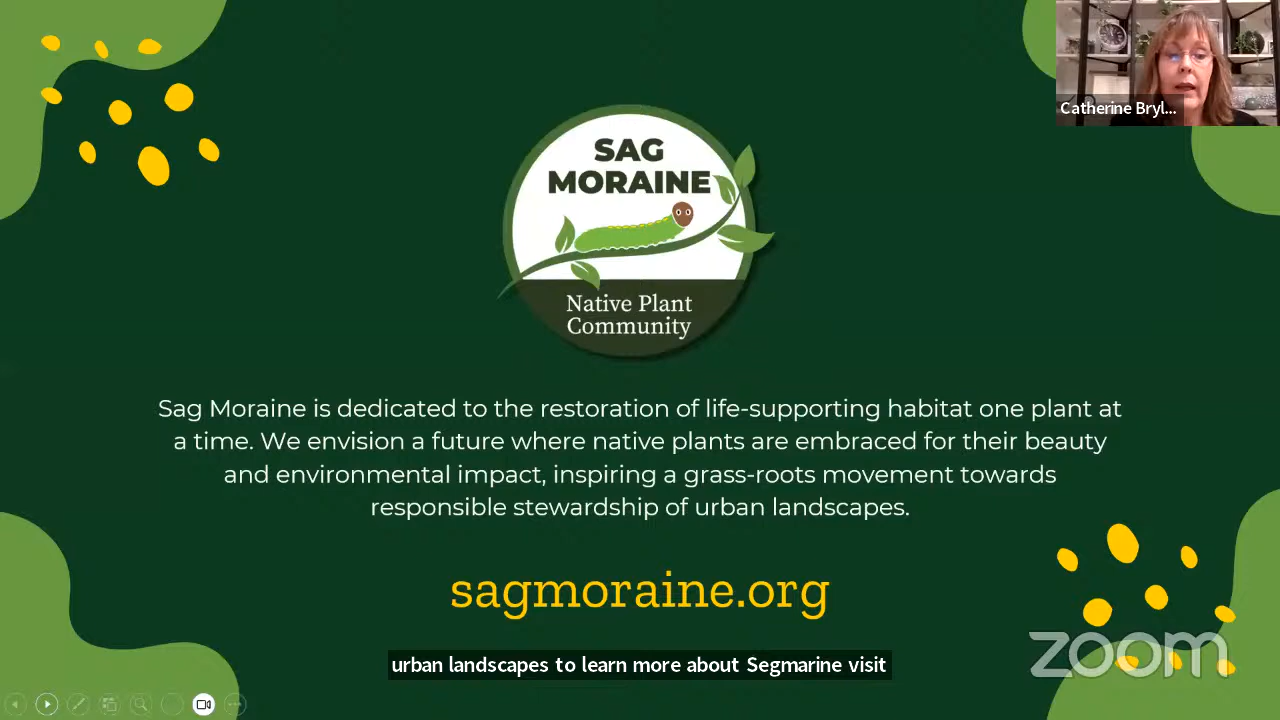 Catherine Bryl...
SAG
MORAINE
Native Plant
Community
Sag Moraine is dedicated to the restoration of life-supporting habitat one plant at
a time. We envision a future where native plants are embraced for their beauty
and environmental impact, inspiring a grass-roots movement towards
responsible stewardship of urban landscapes.
sagmoraine.org
urban landscapes to learn more about Segmarine visit
zoom